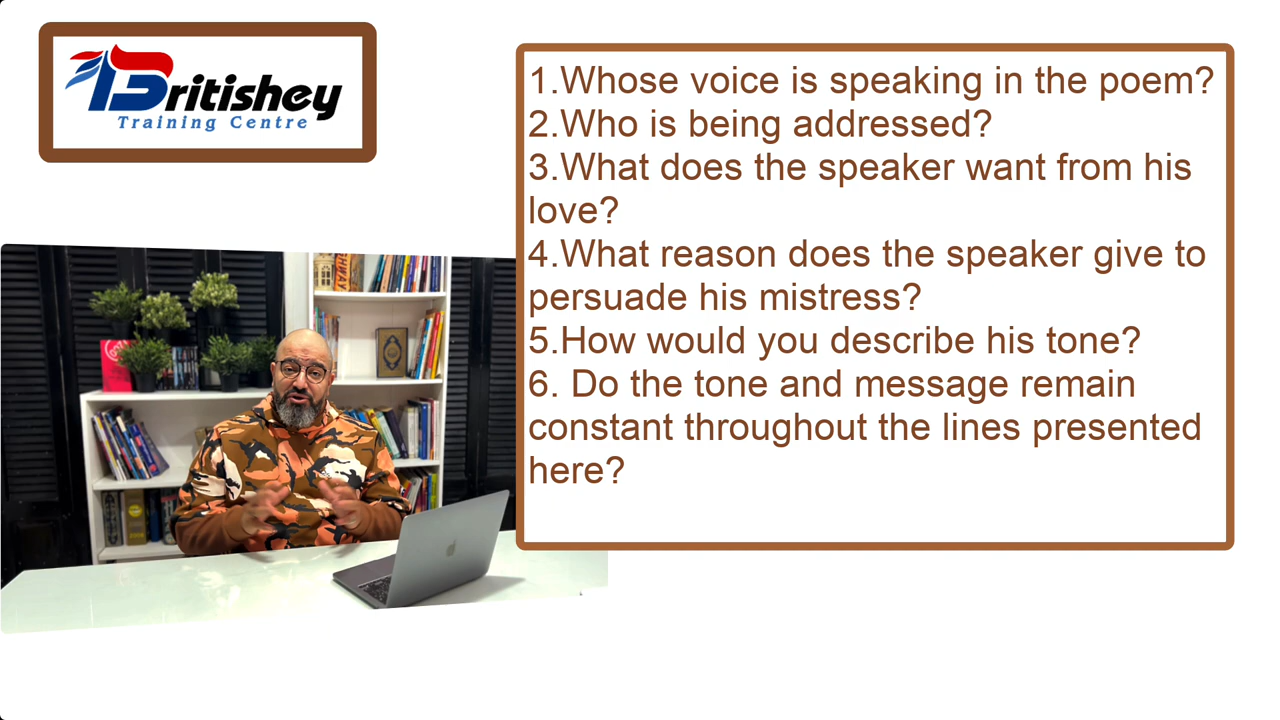 Britishey
Training Centre
1.Whose voice is speaking in the poem?
2.Who is being addressed?
3.What does the speaker want from his
love?
4.What reason does the speaker give to
persuade his mistress?
5.How would you describe his tone?
6. Do the tone and message remain
constant throughout the lines presented
here?
HWAY